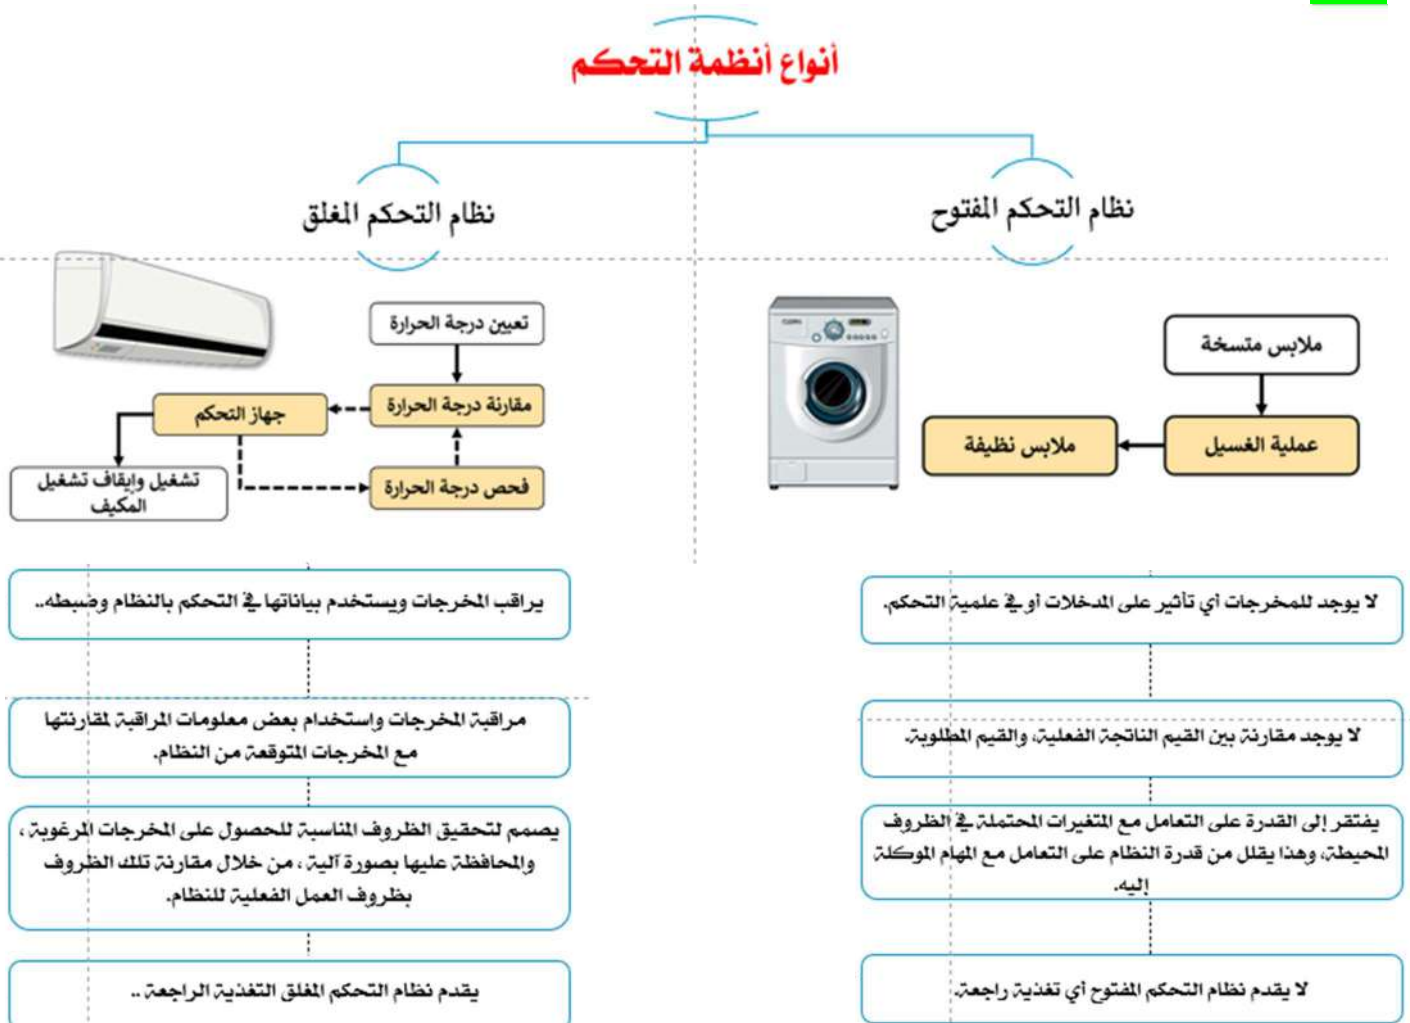 أنواع أنظمة التحكم
نظام التحكم المفتوح
ملابس متسخة
عملية الغسيل
ملابس نظيفة
لا يوجد للمخرجات أي تأثير على المدخلات أو في علمية التحكم.
لا يوجد مقارنة بين القيم الناتجة الفعلية، والقيم المطلوبة.
يفتقر إلى القدرة على التعامل مع المتغيرات المحتملة في الظروف
المحيطة، وهذا يقلل من قدرة النظام على التعامل مع المهام الموكلة
إليه.
لا يقدم نظام التحكم المفتوح أي تغذية راجعة.
نظام التحكم المغلق
تعيين درجة الحرارة
مقارنة درجة الحرارة
جهاز التحكم
فحص درجة الحرارة
تشغيل وإيقاف تشغيل
المكيف
يراقب المخرجات ويستخدم بياناتها في التحكم بالنظام وضبطه..
مراقبة المخرجات واستخدام بعض معلومات المراقبة لمقارنتها
مع المخرجات المتوقعة من النظام.
يصمم لتحقيق الظروف المناسبة للحصول على المخرجات المرغوبة ،
والمحافظة عليها بصورة آلية ، من خلال مقارنة تلك الظروف
بظروف العمل الفعلية للنظام.
يقدم نظام التحكم المغلق التغذية الراجعة ..